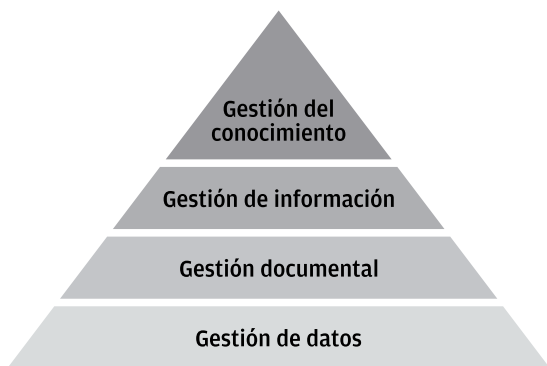 Gestión del
conocimiento
Gestión de información
Gestión documental
Gestión de datos